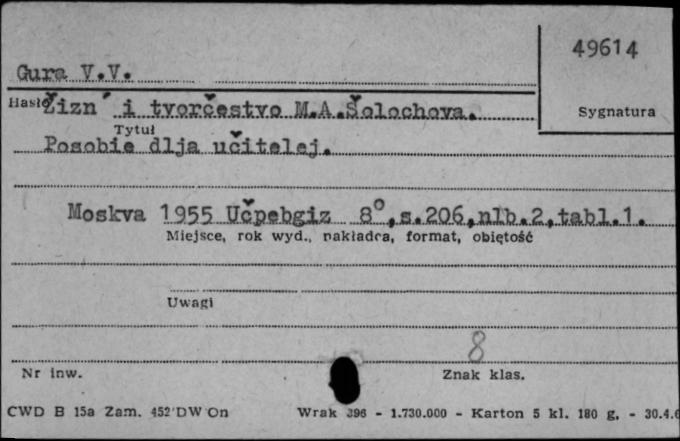 49614
Gura V.V.
Hasło
Žizn´ i tvorčestvo M.A.Šolochova.
Sygnatura
Tytuł
Posobie dlja učitelej.
Moskva 1955 Učpebgiz 8°,s.206,nlb.2,tabl.1.
Miejsce, rok wyd., nakładca, format, objętość
Uwagi
8
Nr inw.
Znak klas.
CWD B 15a Zam. 452 DW On Wrak 396 - 1.730.000 - Karton 5 kl. 180 g. - 30.4.6